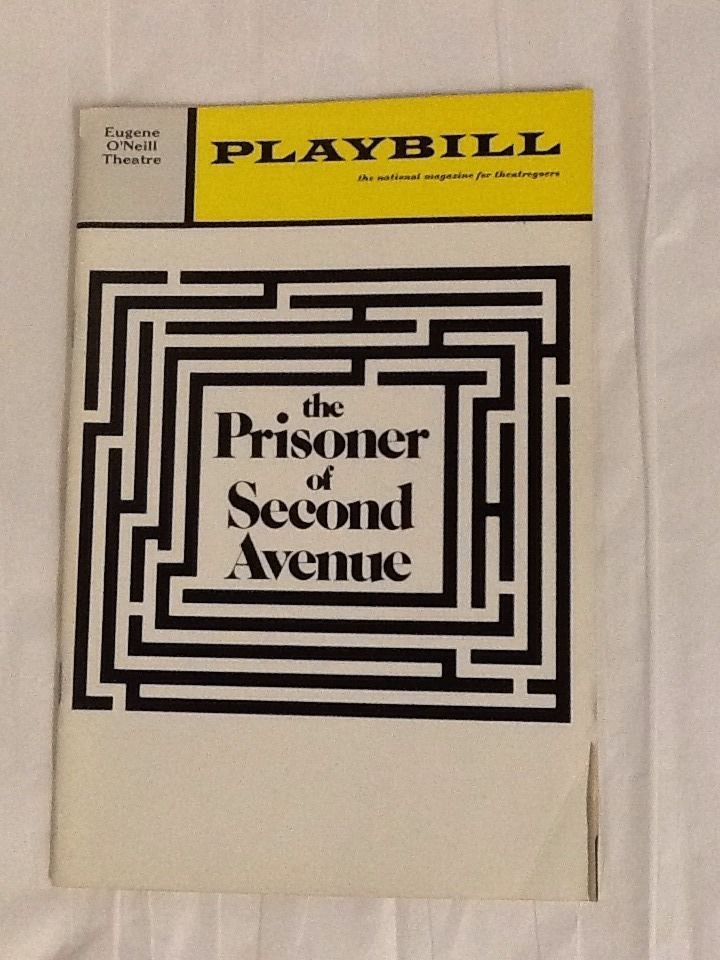 Eugene
O'Neill
Theatre
PLAYBILL
the national magazine for theatregoers
the
Prisoner
of
Second
Avenue